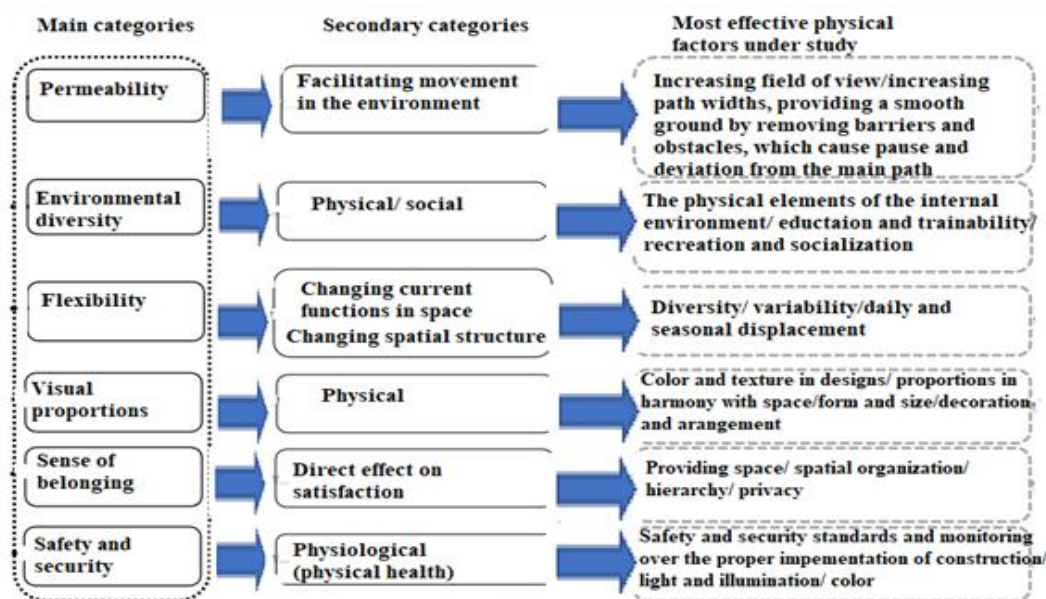 Main categories
Secondary categories
Most effective physical
factors under study
Permeability
Facilitating movement
in the environment
Increasing field of view/increasing
path widths, providing a smooth
ground by removing barriers and
obstacles, which cause pause and
deviation from the main path
Environmental
diversity
Physical/ social
The physical elements of the internal
environment/ eductaion and trainability/
recreation and socialization
Flexibility
Changing current
functions in space
Changing spatial structure
Diversity/ variability/daily and
seasonal displacement
Visual
proportions
Physical
Color and texture in designs/ proportions in
harmony with space/form and size/decoration
and arangement
Sense of
belonging
Direct effect on
satisfaction
Providing space/ spatial organization/
hierarchy/ privacy
Safety and
security
Physiological
(physical health)
Safety and security standards and monitoring
over the proper impementation of construction/
light and illumination/ color